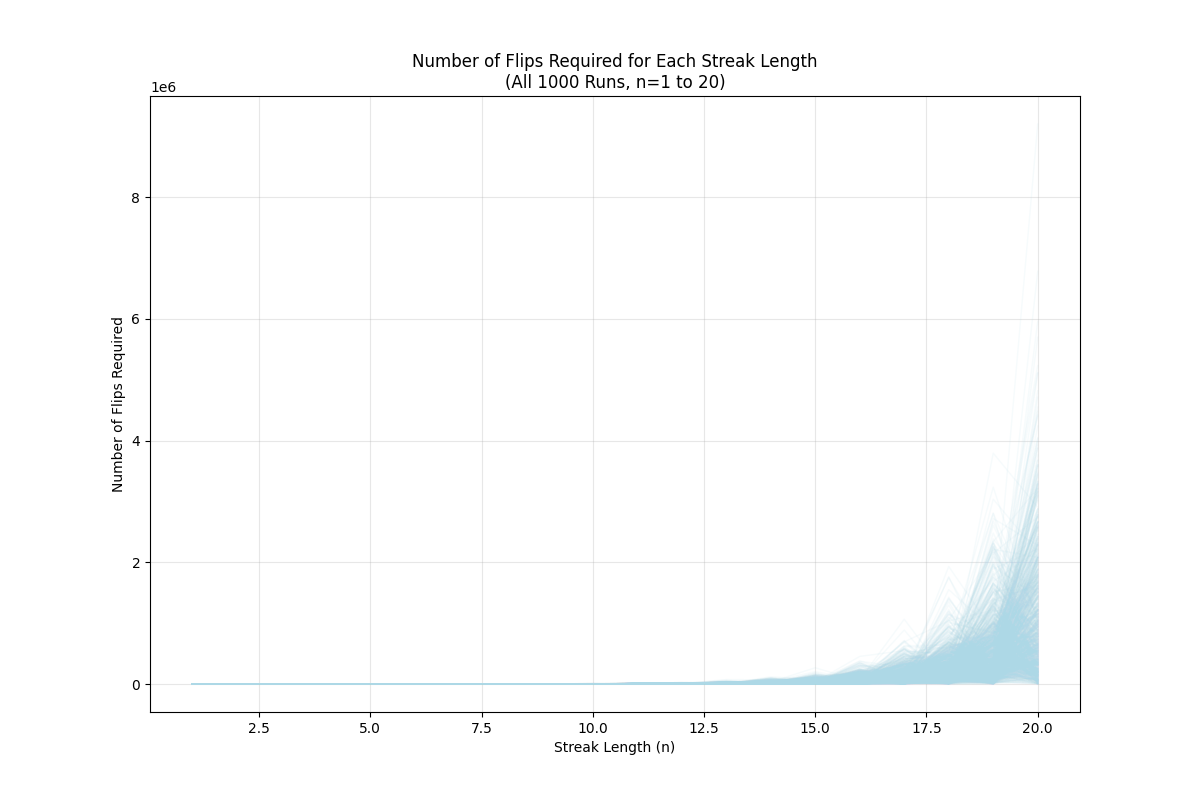 Number of Flips Required for Each Streak Length
(All 1000 Runs, n=1 to 20)
1e6
8
6
4
2
0
Number of Flips Required
2.5 5.0 7.5 10.0 12.5 15.0 17.5 20.0
Streak Length (n)